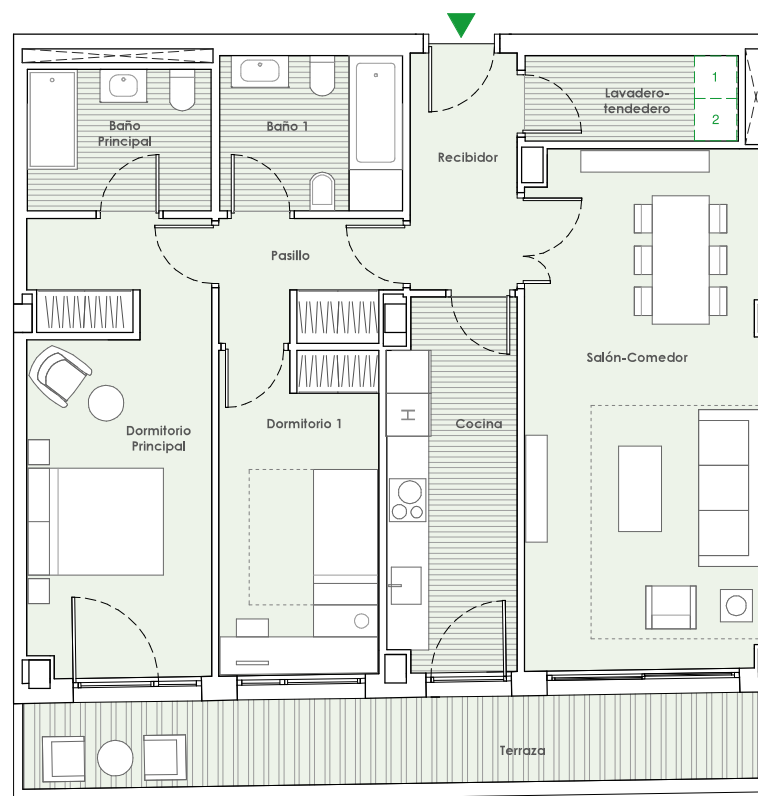 1
Lavadero-
tendedero
2
Baño
Principal
Baño 1
Recibidor
Pasillo
Salón-Comedor
H
Dormitorio
Principal
Dormitorio 1
Cocina
Terraza